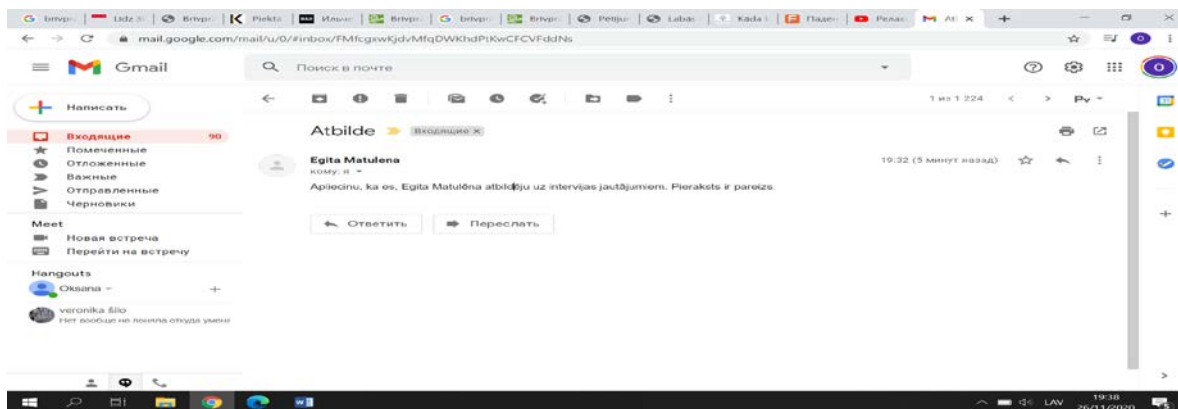 mail.google.com/mail/u/0/#inbox/FMfcgxwKjdvMfqDWKhdPtKwCFCVFddNs
Gmail
Поиск в почте
Написать
1 из 1 224
Ру
Входящие 90
Помеченные
Отложенные
Важные
Отправленные
Черновики
Meet
Новая встреча
Перейти на встречу
Hangouts
Oksana
veronika šilo
Нет вообще не поняла откуда
Atbilde Входящие x
Egita Matulena 19:32 (5 минут назад)
кому: я
Apliecinu, ka es, Egita Matulēna atbildēju uz intervijas jautājumiem. Pieraksts ir pareizs.
Ответить Переслать
LAV
19:38
26/11/2020